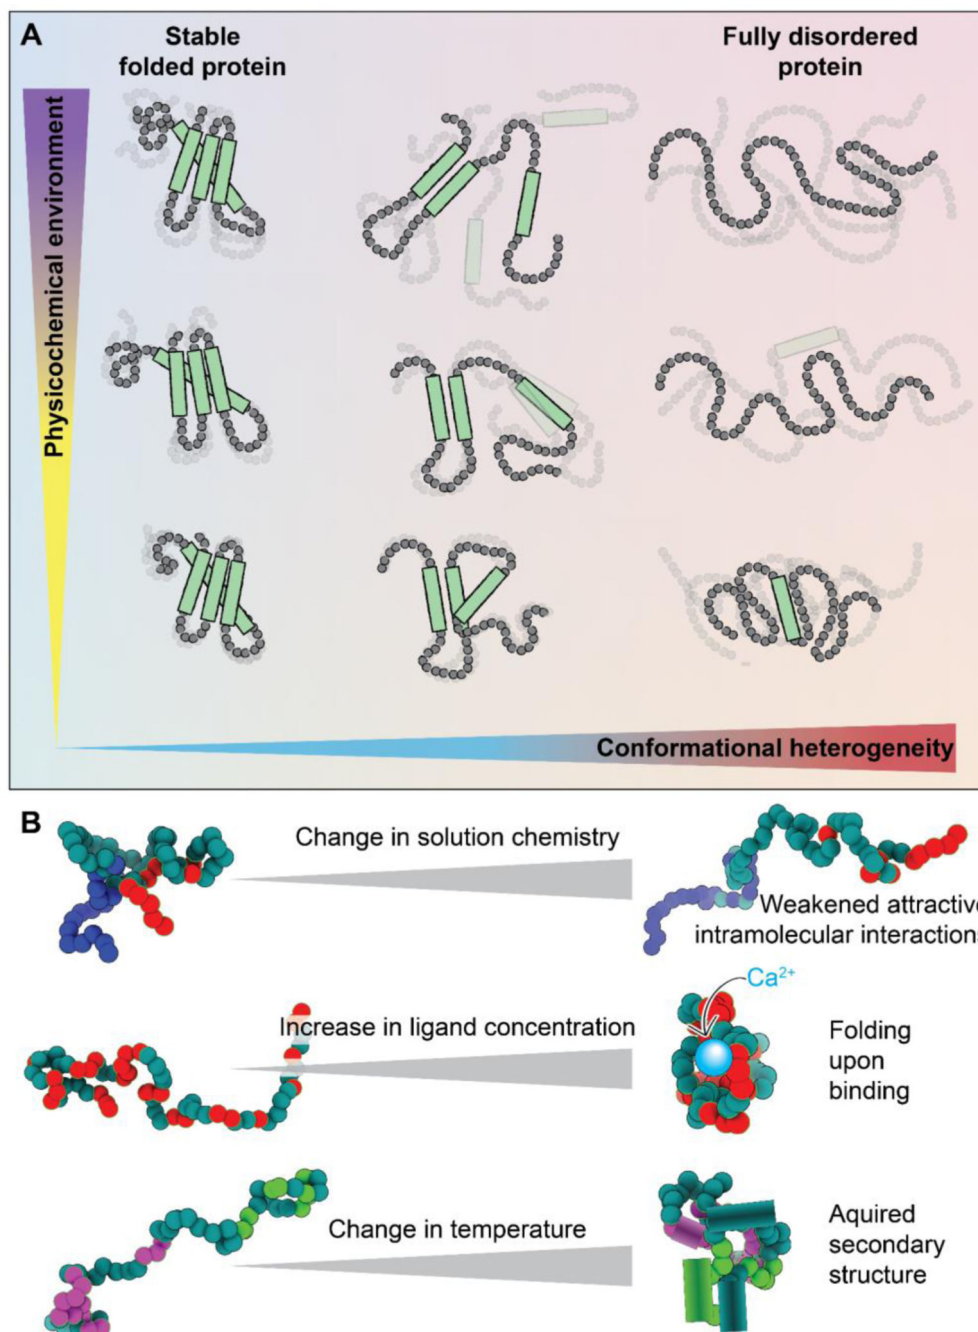 A
Stable
folded protein
Fully disordered
protein
Physicochemical environment
Conformational heterogeneity
B
Change in solution chemistry
Weakened attractive
intramolecular interactions
Ca²⁺
Increase in ligand concentration
Folding
upon
binding
Change in temperature
Aquired
secondary
structure